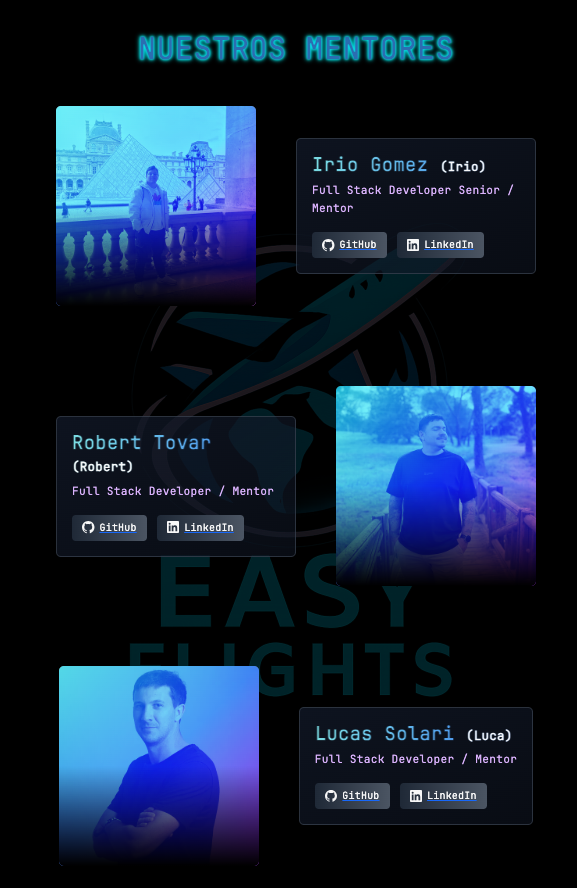 NUESTROS MENTORES
Irio Gomez (Irio)
Full Stack Developer Senior /
Mentor
GitHub LinkedIn
Robert Tovar
(Robert)
Full Stack Developer / Mentor
GitHub LinkedIn
EASY
FLIGHTS
Lucas Solari (Luca)
Full Stack Developer / Mentor
GitHub LinkedIn